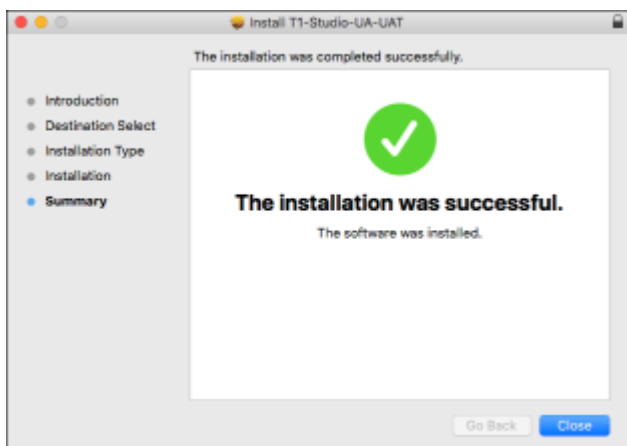 Install T1-Studio-UA-UAT
The installation was completed successfully.
Introduction
Destination Select
Installation Type
Installation
Summary
The installation was successful.
The software was installed.
Go Back
Close